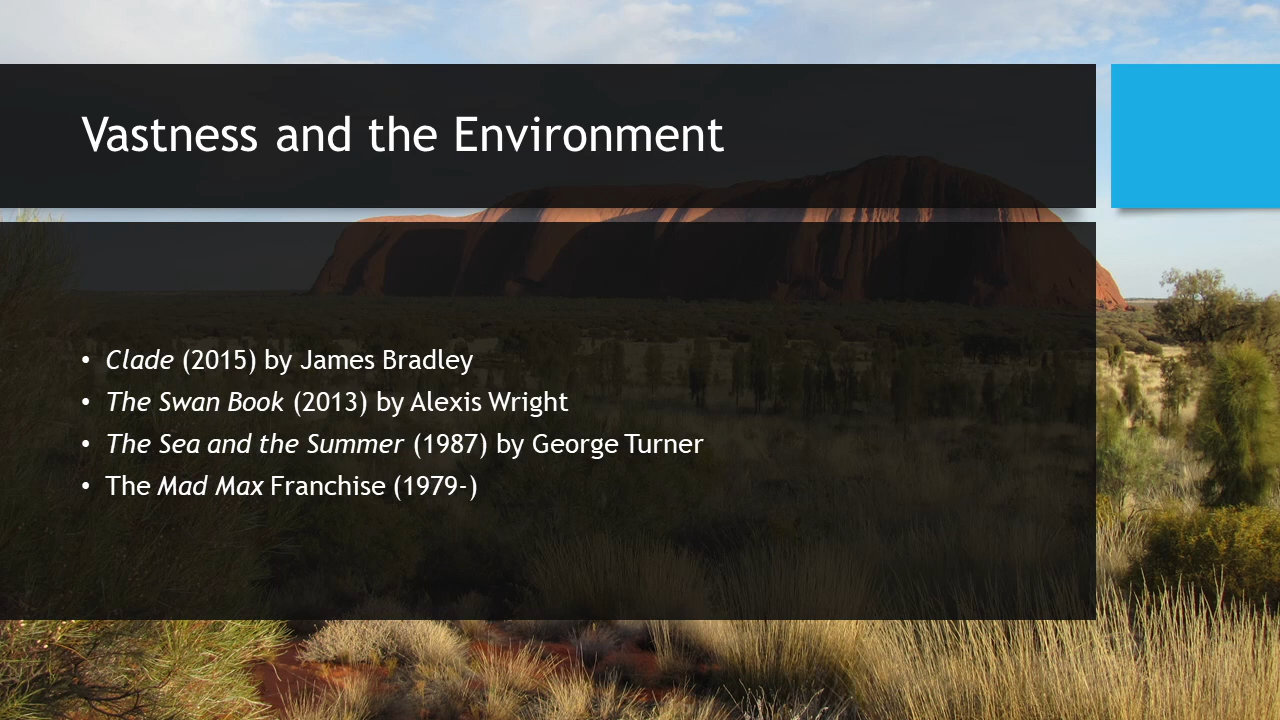 Vastness and the Environment
• Clade (2015) by James Bradley
• The Swan Book (2013) by Alexis Wright
• The Sea and the Summer (1987) by George Turner
• The Mad Max Franchise (1979-)